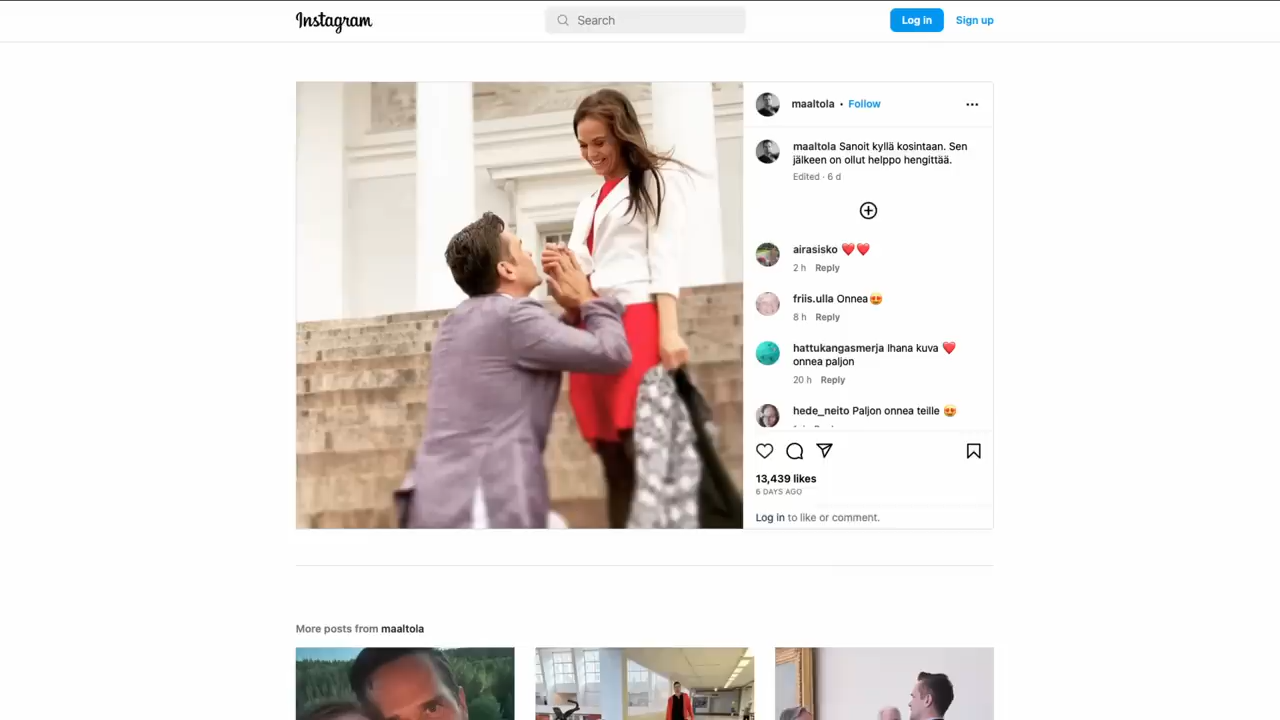 Instagram
Search
Log in
Sign up
maaltola • Follow
maaltola Sanoit kyllä kosintaan. Sen
jälkeen on ollut helppo hengittää.
Edited · 6 d
airasisko ❤️❤️
2 h Reply
friis.ulla Onnea😍
8 h Reply
hattukangasmerja Ihana kuva ❤️
onnea paljon
20 h Reply
hede_neito Paljon onnea teille 😍
13,439 likes
6 DAYS AGO
Log in to like or comment.
More posts from maaltola